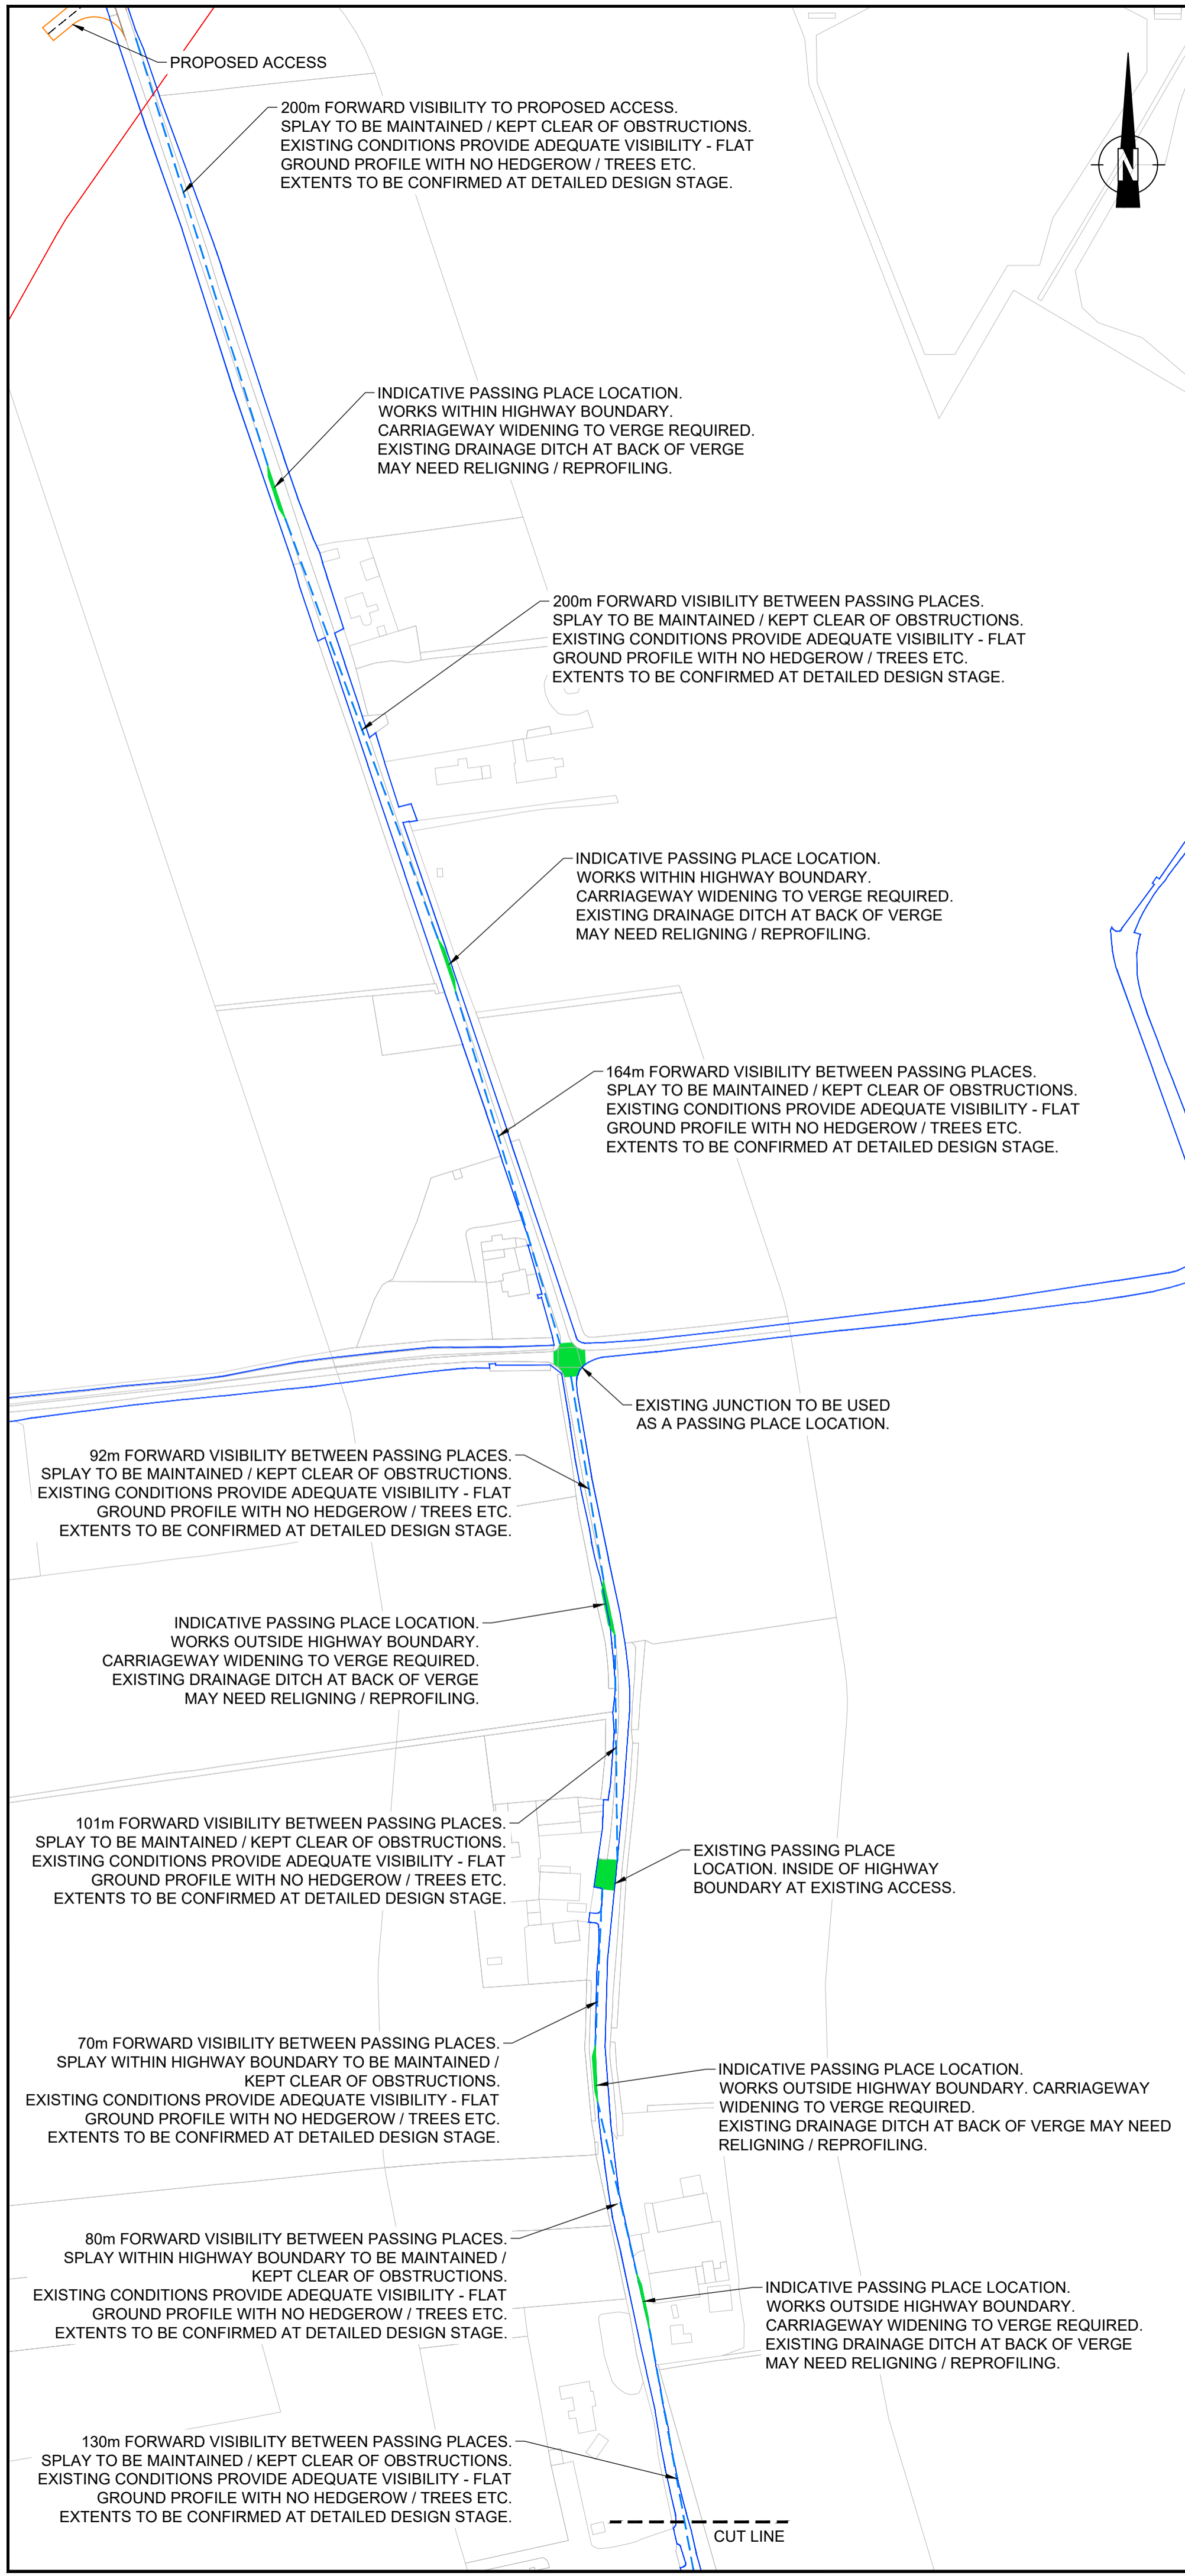 PROPOSED ACCESS
200m FORWARD VISIBILITY TO PROPOSED ACCESS.
SPLAY TO BE MAINTAINED / KEPT CLEAR OF OBSTRUCTIONS.
EXISTING CONDITIONS PROVIDE ADEQUATE VISIBILITY - FLAT
GROUND PROFILE WITH NO HEDGEROW / TREES ETC.
EXTENTS TO BE CONFIRMED AT DETAILED DESIGN STAGE.
N
INDICATIVE PASSING PLACE LOCATION.
WORKS WITHIN HIGHWAY BOUNDARY.
CARRIAGEWAY WIDENING TO VERGE REQUIRED.
EXISTING DRAINAGE DITCH AT BACK OF VERGE
MAY NEED RELIGNING / REPROFILING.
200m FORWARD VISIBILITY BETWEEN PASSING PLACES.
SPLAY TO BE MAINTAINED / KEPT CLEAR OF OBSTRUCTIONS.
EXISTING CONDITIONS PROVIDE ADEQUATE VISIBILITY - FLAT
GROUND PROFILE WITH NO HEDGEROW / TREES ETC.
EXTENTS TO BE CONFIRMED AT DETAILED DESIGN STAGE.
INDICATIVE PASSING PLACE LOCATION.
WORKS WITHIN HIGHWAY BOUNDARY.
CARRIAGEWAY WIDENING TO VERGE REQUIRED.
EXISTING DRAINAGE DITCH AT BACK OF VERGE
MAY NEED RELIGNING / REPROFILING.
164m FORWARD VISIBILITY BETWEEN PASSING PLACES.
SPLAY TO BE MAINTAINED / KEPT CLEAR OF OBSTRUCTIONS.
EXISTING CONDITIONS PROVIDE ADEQUATE VISIBILITY - FLAT
GROUND PROFILE WITH NO HEDGEROW / TREES ETC.
EXTENTS TO BE CONFIRMED AT DETAILED DESIGN STAGE.
EXISTING JUNCTION TO BE USED
AS A PASSING PLACE LOCATION.
92m FORWARD VISIBILITY BETWEEN PASSING PLACES.
SPLAY TO BE MAINTAINED / KEPT CLEAR OF OBSTRUCTIONS.
EXISTING CONDITIONS PROVIDE ADEQUATE VISIBILITY - FLAT
GROUND PROFILE WITH NO HEDGEROW / TREES ETC.
EXTENTS TO BE CONFIRMED AT DETAILED DESIGN STAGE.
INDICATIVE PASSING PLACE LOCATION.
WORKS OUTSIDE HIGHWAY BOUNDARY.
CARRIAGEWAY WIDENING TO VERGE REQUIRED.
EXISTING DRAINAGE DITCH AT BACK OF VERGE
MAY NEED RELIGNING / REPROFILING.
101m FORWARD VISIBILITY BETWEEN PASSING PLACES.
SPLAY TO BE MAINTAINED / KEPT CLEAR OF OBSTRUCTIONS.
EXISTING CONDITIONS PROVIDE ADEQUATE VISIBILITY - FLAT
GROUND PROFILE WITH NO HEDGEROW / TREES ETC.
EXTENTS TO BE CONFIRMED AT DETAILED DESIGN STAGE.
EXISTING PASSING PLACE
LOCATION. INSIDE OF HIGHWAY
BOUNDARY AT EXISTING ACCESS.
70m FORWARD VISIBILITY BETWEEN PASSING PLACES.
SPLAY WITHIN HIGHWAY BOUNDARY TO BE MAINTAINED /
KEPT CLEAR OF OBSTRUCTIONS.
EXISTING CONDITIONS PROVIDE ADEQUATE VISIBILITY - FLAT
GROUND PROFILE WITH NO HEDGEROW / TREES ETC.
EXTENTS TO BE CONFIRMED AT DETAILED DESIGN STAGE.
INDICATIVE PASSING PLACE LOCATION.
WORKS OUTSIDE HIGHWAY BOUNDARY. CARRIAGEWAY
WIDENING TO VERGE REQUIRED.
EXISTING DRAINAGE DITCH AT BACK OF VERGE MAY NEED
RELIGNING / REPROFILING.
80m FORWARD VISIBILITY BETWEEN PASSING PLACES.
SPLAY WITHIN HIGHWAY BOUNDARY TO BE MAINTAINED /
KEPT CLEAR OF OBSTRUCTIONS.
EXISTING CONDITIONS PROVIDE ADEQUATE VISIBILITY - FLAT
GROUND PROFILE WITH NO HEDGEROW / TREES ETC.
EXTENTS TO BE CONFIRMED AT DETAILED DESIGN STAGE.
INDICATIVE PASSING PLACE LOCATION.
WORKS OUTSIDE HIGHWAY BOUNDARY.
CARRIAGEWAY WIDENING TO VERGE REQUIRED.
EXISTING DRAINAGE DITCH AT BACK OF VERGE
MAY NEED RELIGNING / REPROFILING.
130m FORWARD VISIBILITY BETWEEN PASSING PLACES.
SPLAY TO BE MAINTAINED / KEPT CLEAR OF OBSTRUCTIONS.
EXISTING CONDITIONS PROVIDE ADEQUATE VISIBILITY - FLAT
GROUND PROFILE WITH NO HEDGEROW / TREES ETC.
EXTENTS TO BE CONFIRMED AT DETAILED DESIGN STAGE.
CUT LINE